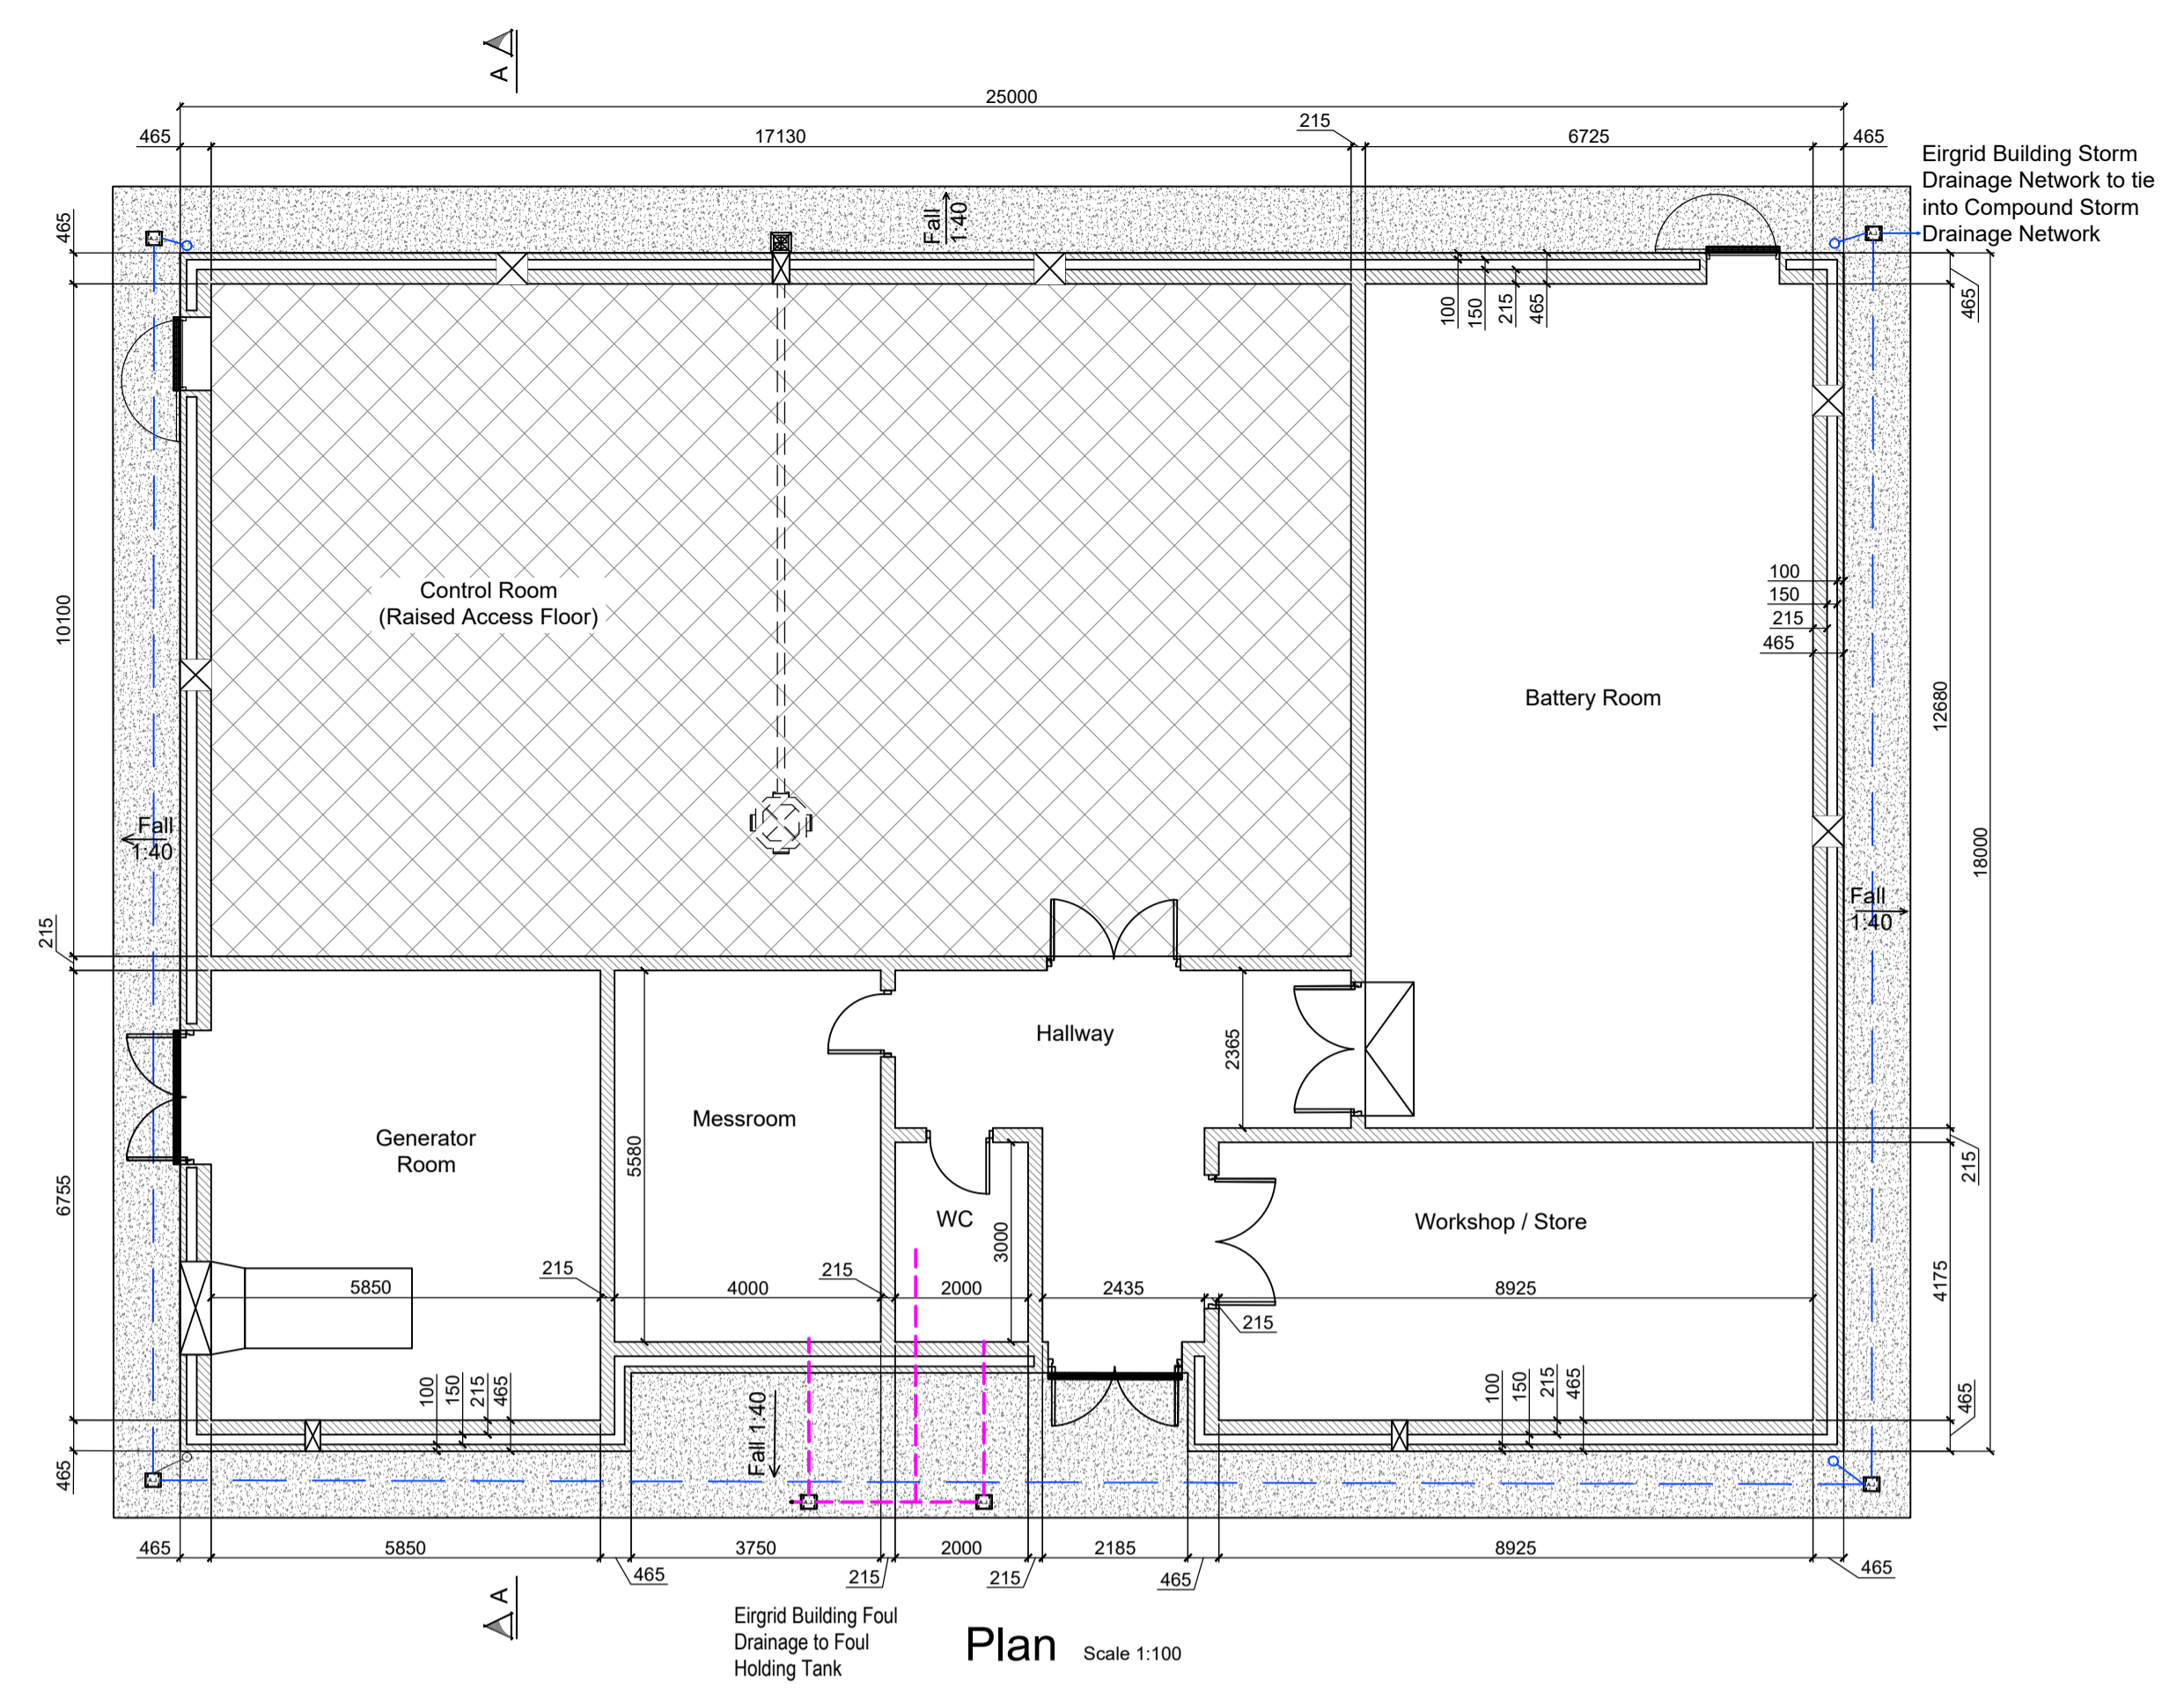 A
25000
465
17130
215
6725
465
Eirgrid Building Storm
Drainage Network to tie
into Compound Storm
Drainage Network
465
Fall
1:40
100
150
215
465
465
10100
Control Room
(Raised Access Floor)
Battery Room
100
150
215
465
12680
18000
Fall
1:40
Fall
1:40
215
Hallway
2365
Messroom
Generator
Room
5580
WC
3000
Workshop / Store
215
6755
5850
215
4000
215
2000
2435
215
8925
4175
100
150
215
465
Fall 1:40
100
150
215
465
465
465
465
5850
465
3750
215
2000
215
2185
465
8925
465
A
Eirgrid Building Foul
Drainage to Foul
Holding Tank
Plan
Scale 1:100